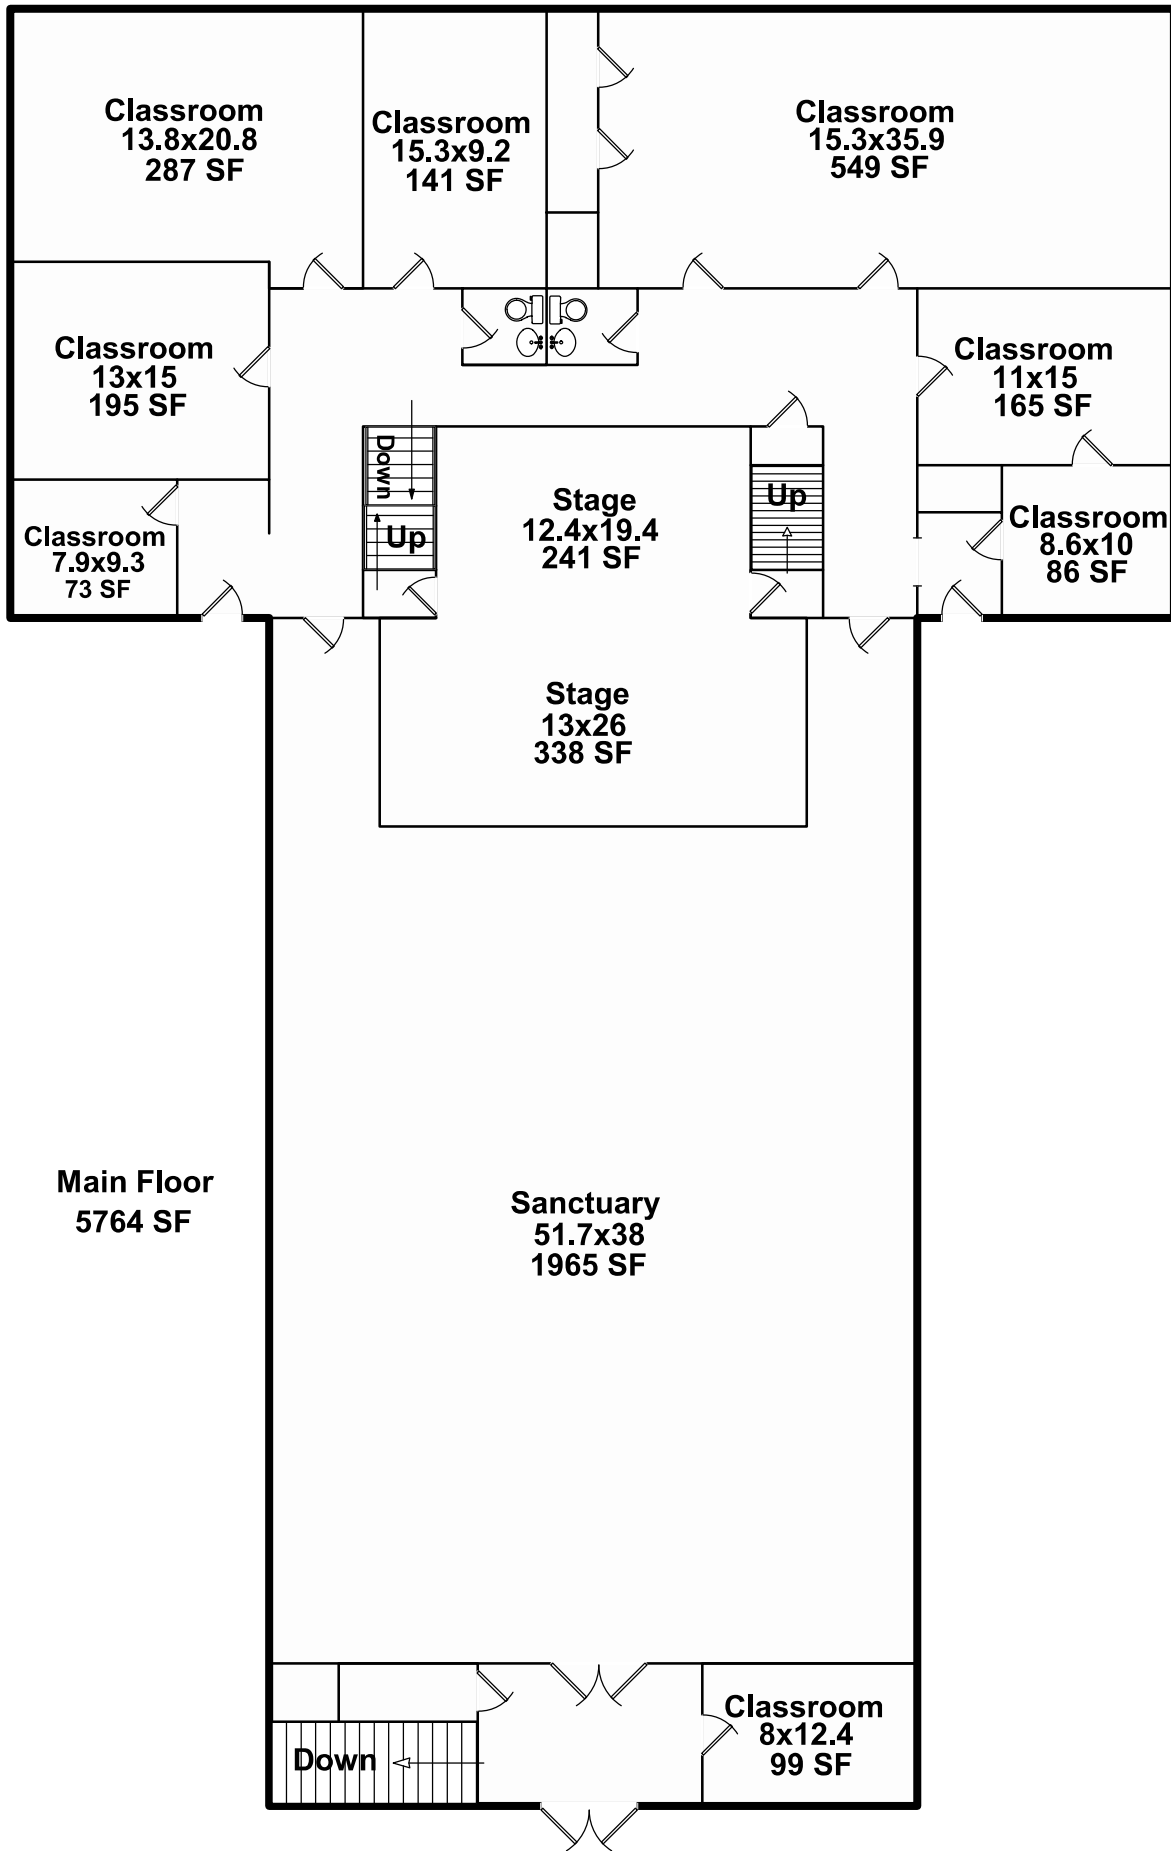 Classroom
13.8x20.8
287 SF
Classroom
15.3x9.2
141 SF
Classroom
15.3x35.9
549 SF
Classroom
13x15
195 SF
Classroom
11x15
165 SF
Down
Up
Stage
12.4x19.4
241 SF
Up
Classroom
7.9x9.3
73 SF
Classroom
8.6x10
86 SF
Stage
13x26
338 SF
Main Floor
5764 SF
Sanctuary
51.7x38
1965 SF
Down
Classroom
8x12.4
99 SF